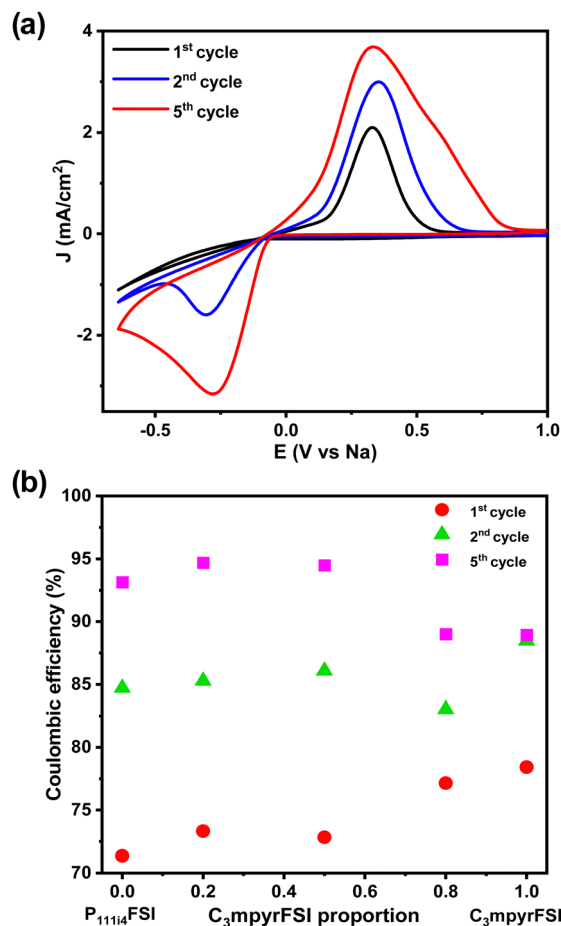 (a)
1st cycle
2nd cycle
5th cycle
4
2
0
-2
J (mA/cm2)
-0.5 0.0 0.5 1.0
E (V vs Na)
(b)
100
95
90
85
80
75
70
Coulombic efficiency (%)
1st cycle
2nd cycle
5th cycle
0.0 0.2 0.4 0.6 0.8 1.0
P111i4FSI C3mpyrFSI proportion C3mpyrFSI